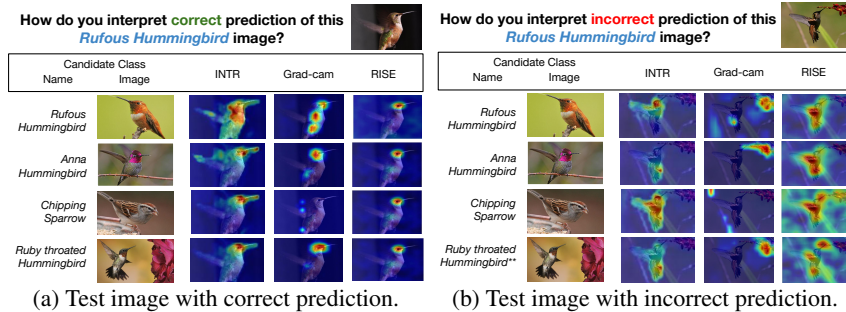 How do you interpret correct prediction of this
Rufous Hummingbird image?
Candidate Class
Name Image INTR Grad-cam RISE
Rufous
Hummingbird
Anna
Hummingbird
Chipping
Sparrow
Ruby throated
Hummingbird
(a) Test image with correct prediction.
How do you interpret incorrect prediction of this
Rufous Hummingbird image?
Candidate Class
Name Image INTR Grad-cam RISE
Rufous
Hummingbird
Anna
Hummingbird
Chipping
Sparrow
Ruby throated
Hummingbird**
(b) Test image with incorrect prediction.